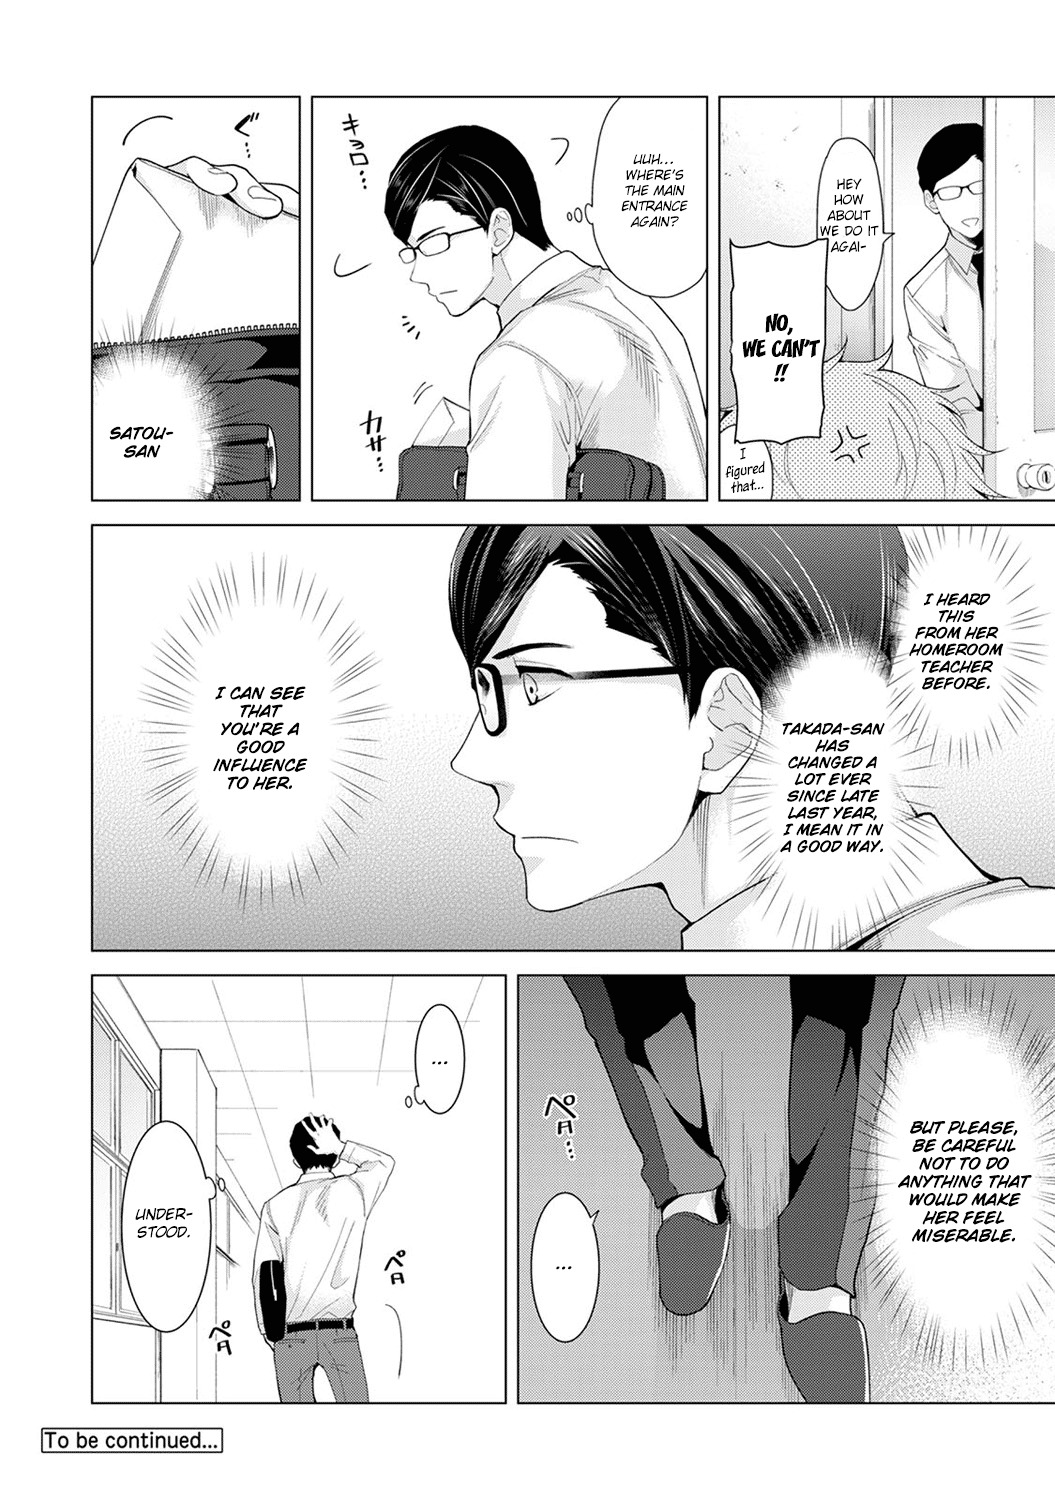 HEY
HOW
ABOUT
WE DO IT
AGAI-
NO,
WE CAN'T
!!
I
figured
that...
UUH...
WHERE'S
THE MAIN
ENTRANCE
AGAIN?
キョロ…
カサ…
ぐ…
SATOU-
SAN
I HEARD
THIS
FROM HER
HOMEROOM
TEACHER
BEFORE.
TAKADA-SAN
HAS
CHANGED A
LOT EVER
SINCE LATE
LAST YEAR,
I MEAN IT IN
A GOOD WAY.
I CAN SEE
THAT
YOU'RE A
GOOD
INFLUENCE
TO HER.
BUT PLEASE,
BE CAREFUL
NOT TO DO
ANYTHING THAT
WOULD MAKE
HER FEEL
MISERABLE.
ペタ…
...
...
UNDER-
STOOD.
ペタ
ペタ
To be continued...